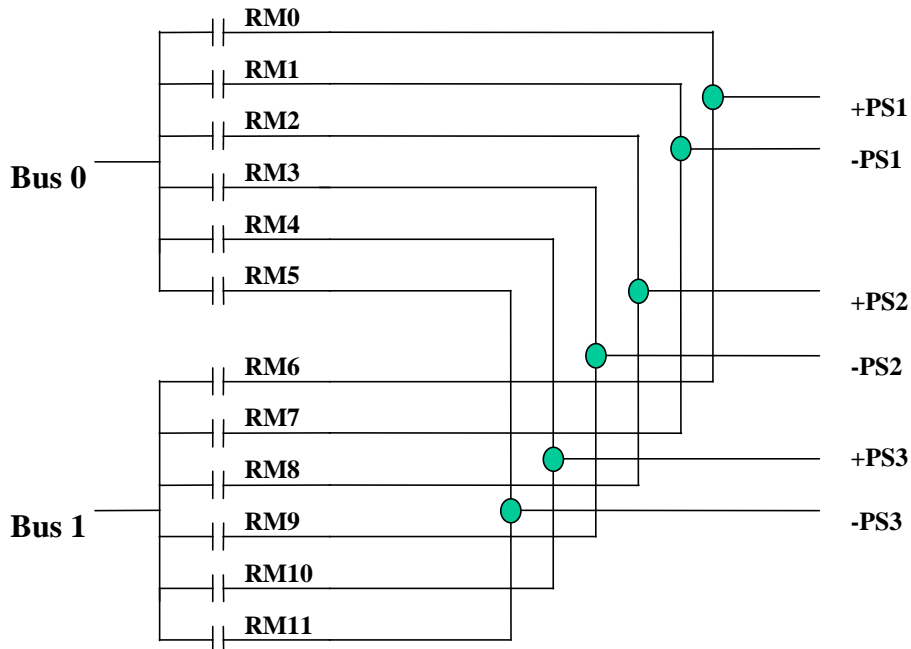 RM0
RM1
RM2
RM3
RM4
RM5
Bus 0
+PS1
-PS1
+PS2
-PS2
RM6
RM7
RM8
RM9
RM10
RM11
Bus 1
+PS3
-PS3